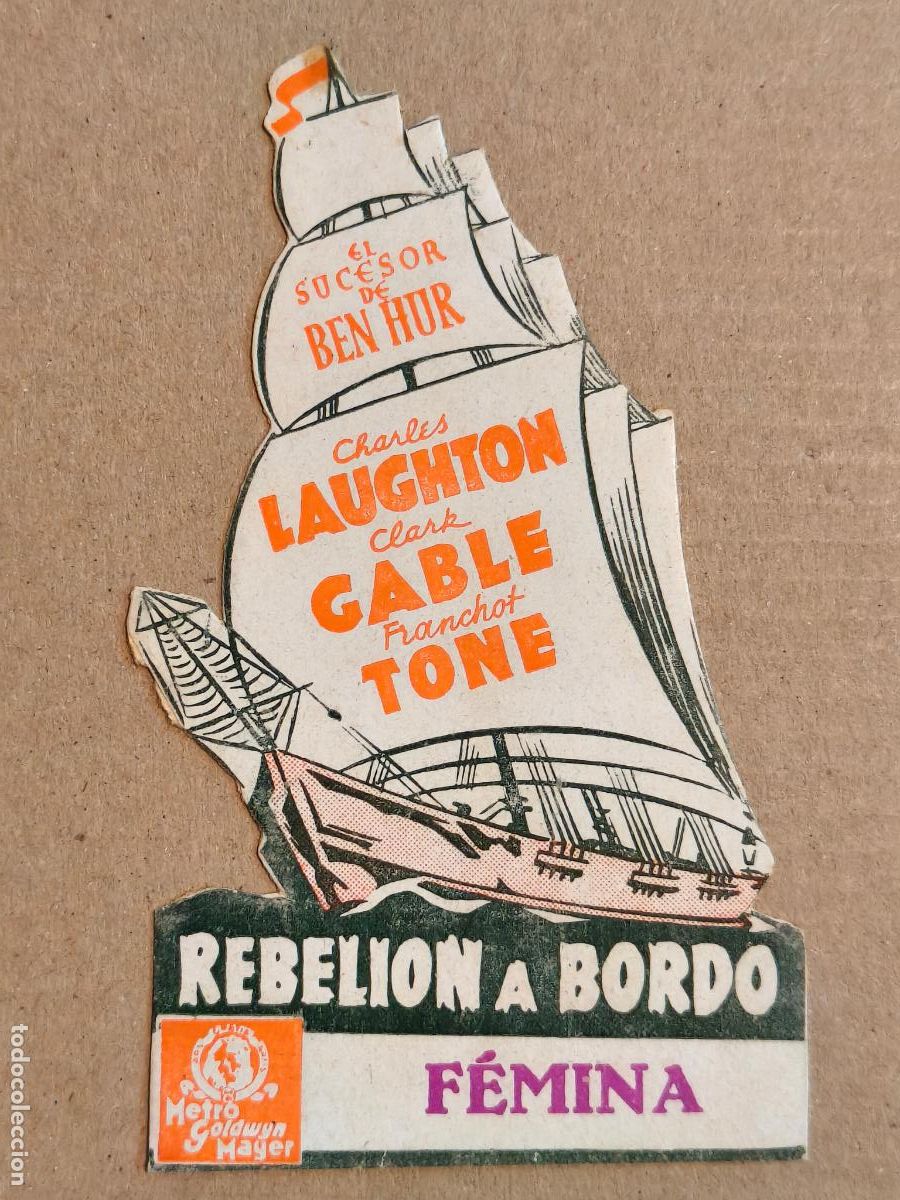 EL
SUCESOR
DE
BEN HUR
Charles
LAUGHTON
Clark
GABLE
Franchot
TONE
REBELION A BORDO
FÉMINA
Metro
Goldwyn
Mayer
todocoleccion